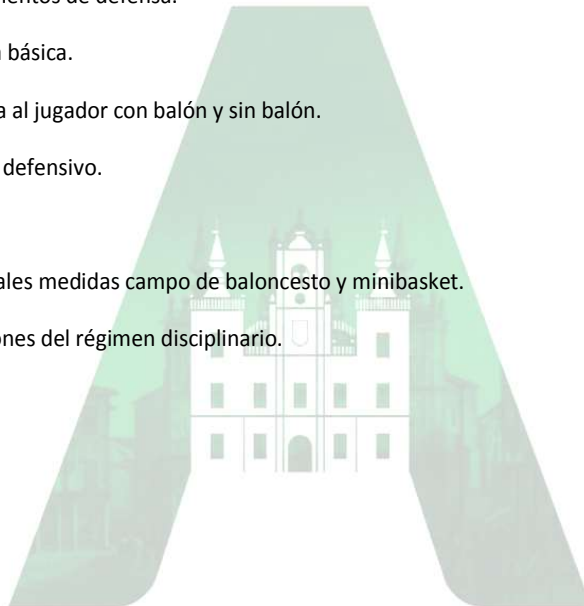 entos de defensa.
básica.
a al jugador con balón y sin balón.
defensivo.
ales medidas campo de baloncesto y minibasket.
ones del régimen disciplinario.